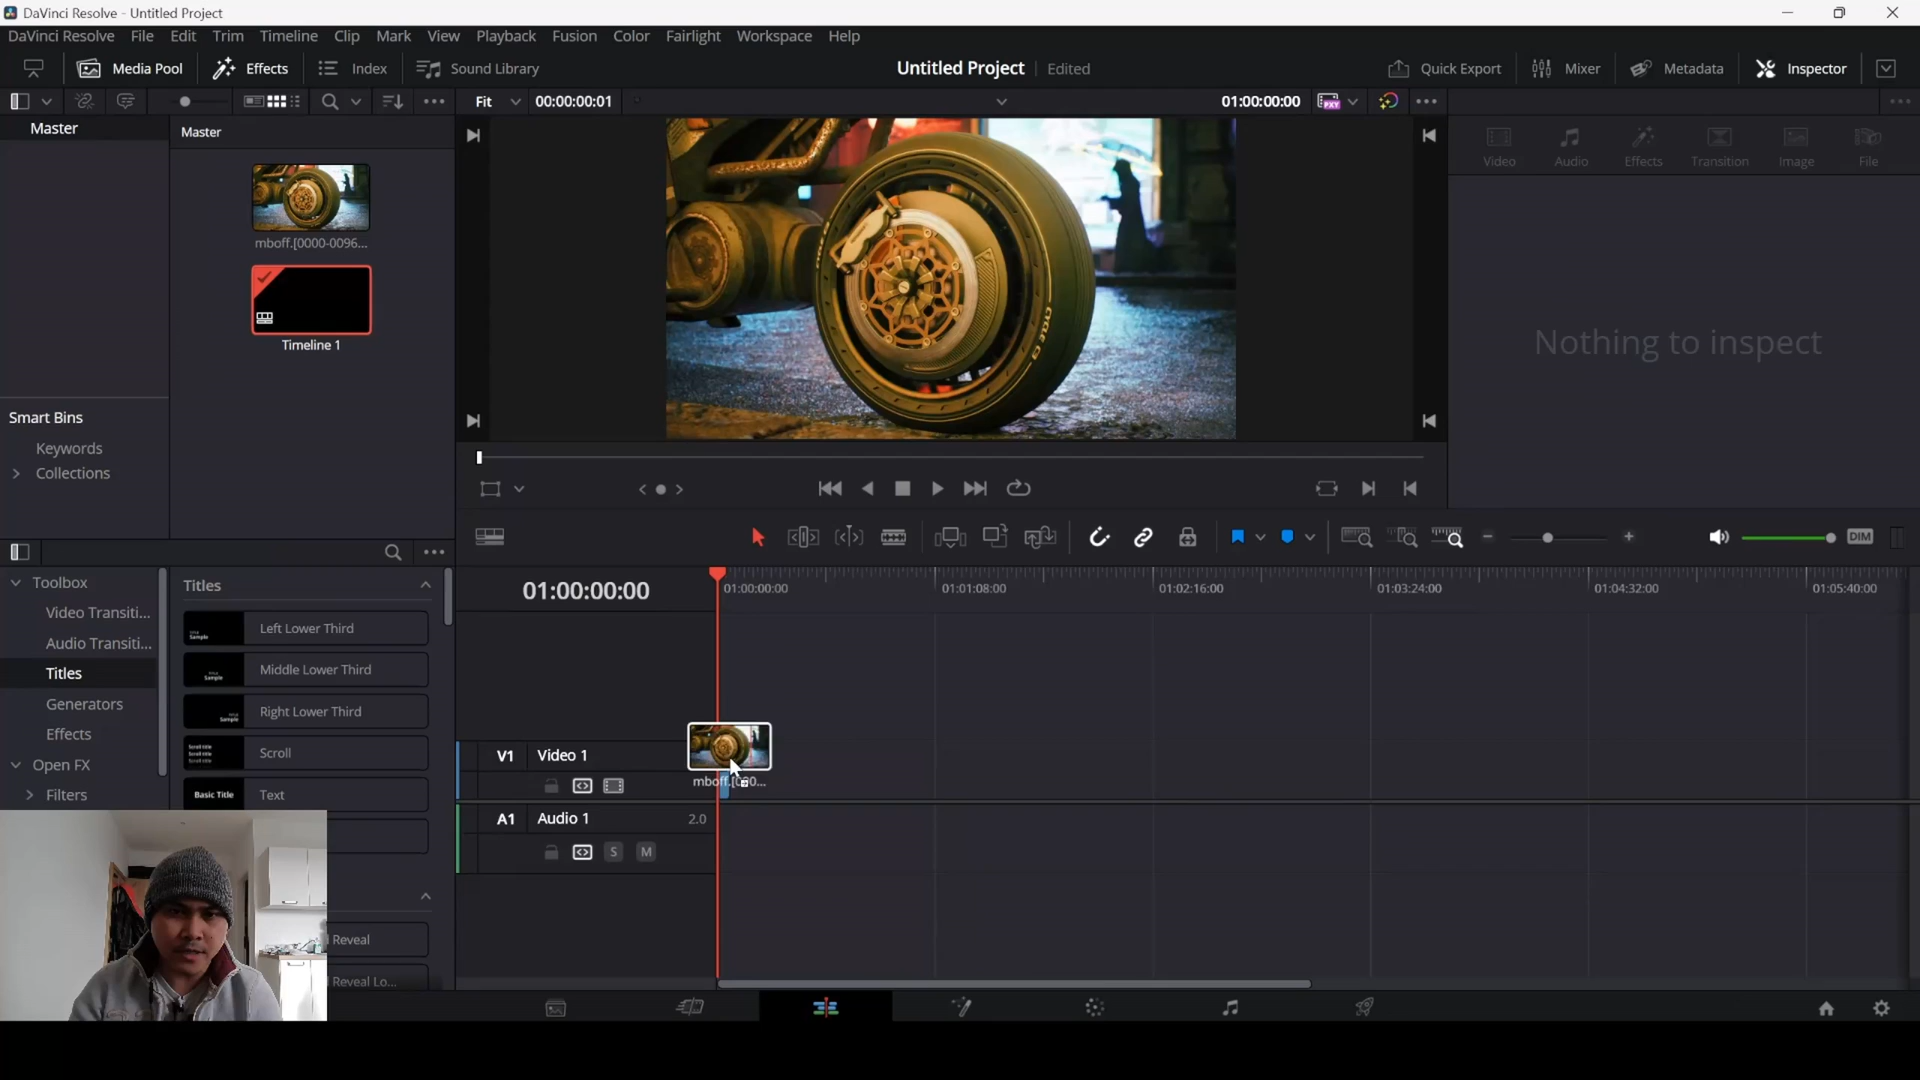 DaVinci Resolve - Untitled Project
DaVinci Resolve File Edit Trim Timeline Clip Mark View Playback Fusion Color Fairlight Workspace Help
Media Pool Effects Index Sound Library Untitled Project Edited Quick Export Mixer Metadata Inspector
Fit 00:00:00:01 01:00:00:00 PXY
Master Master
Video Audio Effects Transition Image File
mboff.[0000-0096...
Timeline 1
Nothing to inspect
Smart Bins
Keywords
Collections
DIM
Toolbox Titles
Video Transiti...
Audio Transiti...
Titles
Generators
Effects
Open FX
Filters
Left Lower Third
Middle Lower Third
Right Lower Third
Scroll
Basic Title Text
Reveal
Reveal Lo...
01:00:00:00 01:00:00:00 01:01:08:00 01:02:16:00 01:03:24:00 01:04:32:00 01:05:40:00
V1 Video 1
A1 Audio 1 2.0
S M